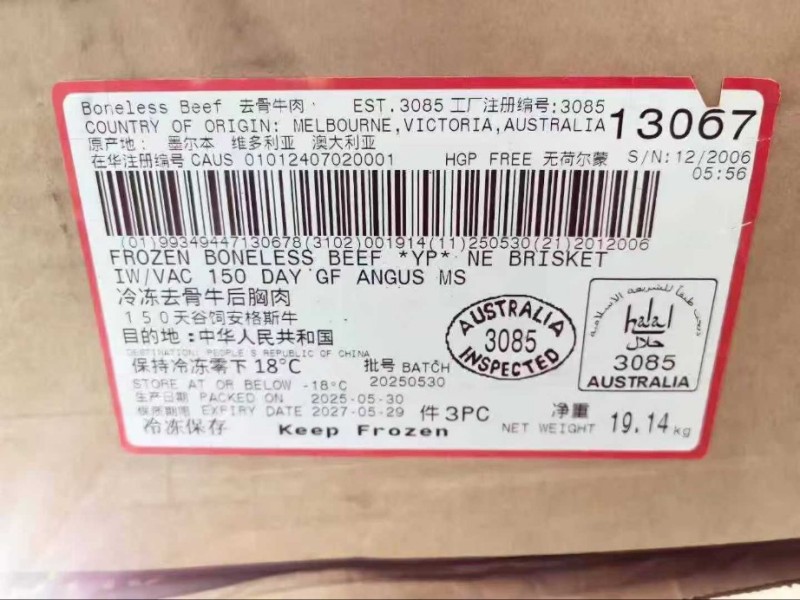 Boneless Beef 去骨牛肉 EST.3085 工厂注册编号:3085
13067
COUNTRY OF ORIGIN: MELBOURNE,VICTORIA,AUSTRALIA
原产地: 墨尔本 维多利亚 澳大利亚
在华注册编号 CAUS 01012407020001 HGP FREE 无荷尔蒙 S/N:12/2006
05:56
(01)99349447130678(3102)001914(11)250530(21)2012006
FROZEN BONELESS BEEF *YP* NE BRISKET
IW/VAC 150 DAY GF ANGUS MS
冷冻去骨牛后胸肉
150天谷饲安格斯牛
目的地:中华人民共和国
DESTINATION: PEOPLE'S REPUBLIC OF CHINA
保持冷冻零下 18°C 批号 BATCH
STORE AT OR BELOW -18°C 20250530
生产日期 PACKED ON 2025-05-30
保质期限 EXPIRY DATE 2027-05-29 件 3PC 净重
NET WEIGHT 19.14 kg
冷冻保存 Keep Frozen
AUSTRALIA
3085
INSPECTED
halal
حلال
3085
AUSTRALIA